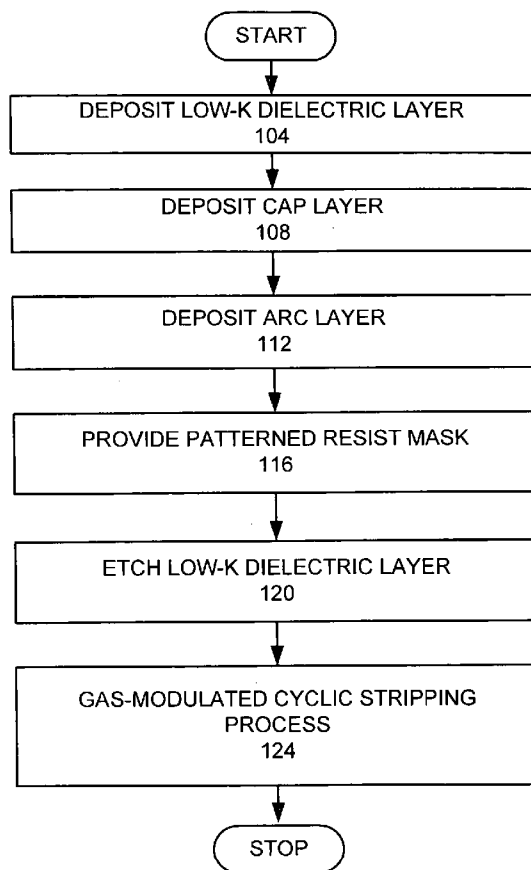 START
DEPOSIT LOW-K DIELECTRIC LAYER
104
DEPOSIT CAP LAYER
108
DEPOSIT ARC LAYER
112
PROVIDE PATTERNED RESIST MASK
116
ETCH LOW-K DIELECTRIC LAYER
120
GAS-MODULATED CYCLIC STRIPPING
PROCESS
124
STOP